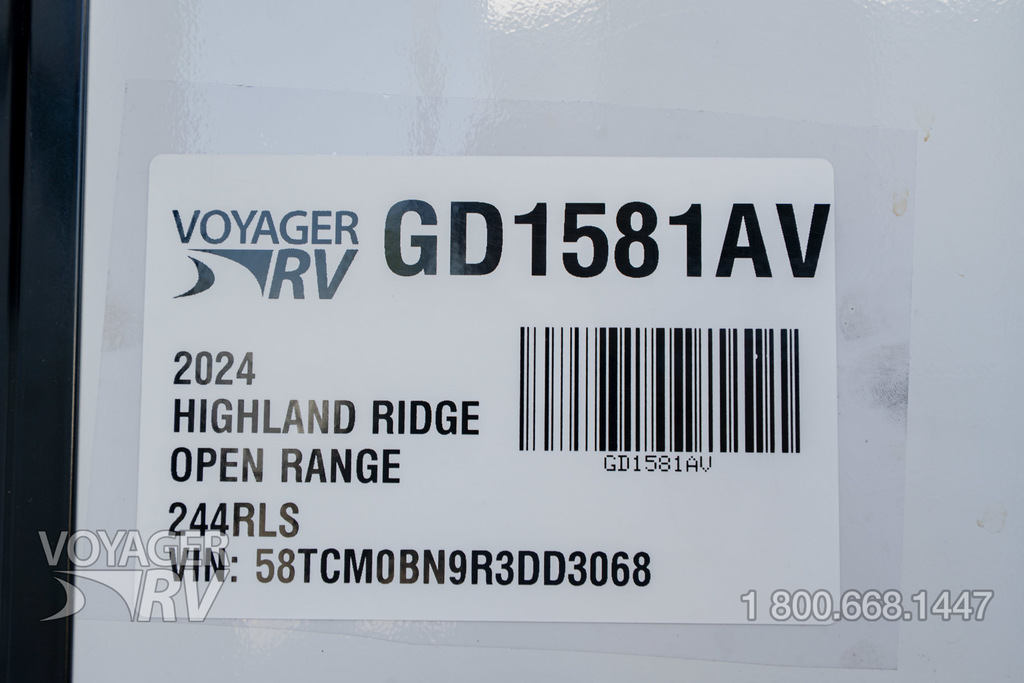 VOYAGER RV
GD1581AV
2024
HIGHLAND RIDGE
OPEN RANGE
244RLS
VIN: 58TCM0BN9R3DD3068
GD1581AV
VOYAGER RV
1 800.668.1447